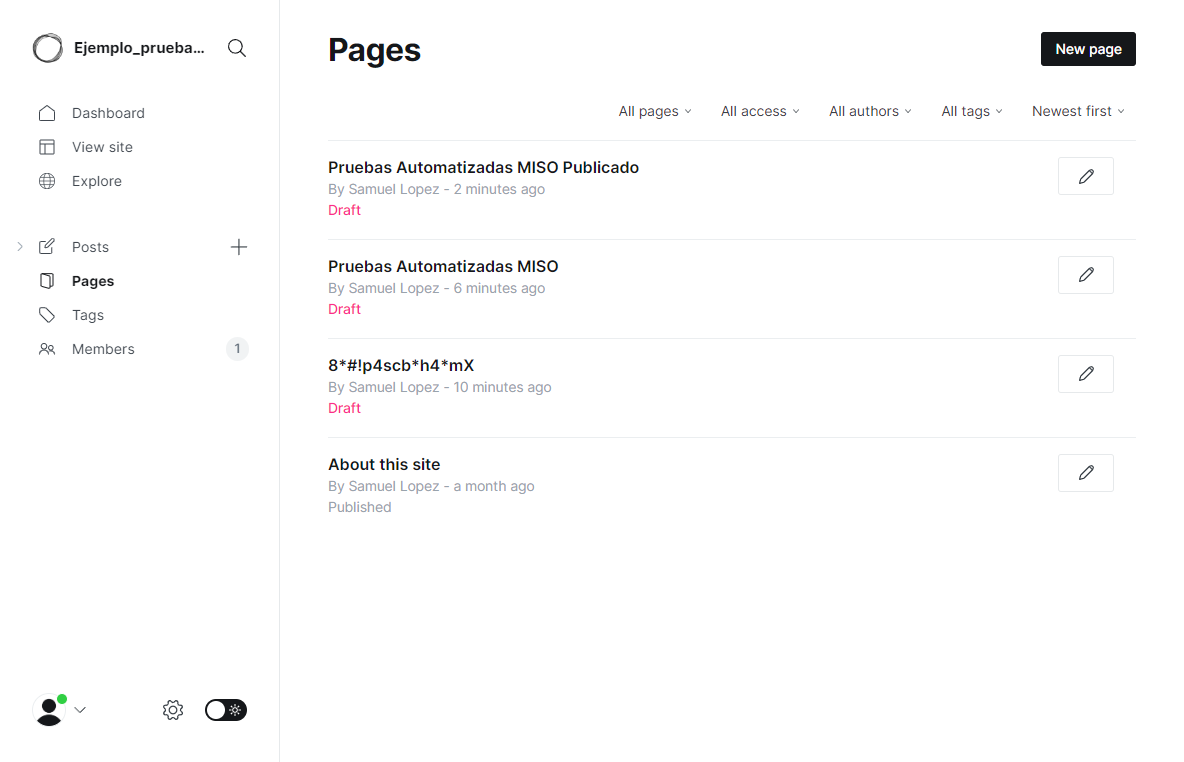 Ejemplo_prueba...
Dashboard
View site
Explore
Posts
Pages
Tags
Members
1
Pages
New page
All pages
All access
All authors
All tags
Newest first
Pruebas Automatizadas MISO Publicado
By Samuel Lopez - 2 minutes ago
Draft
Pruebas Automatizadas MISO
By Samuel Lopez - 6 minutes ago
Draft
8*#!p4scb*h4*mX
By Samuel Lopez - 10 minutes ago
Draft
About this site
By Samuel Lopez - a month ago
Published